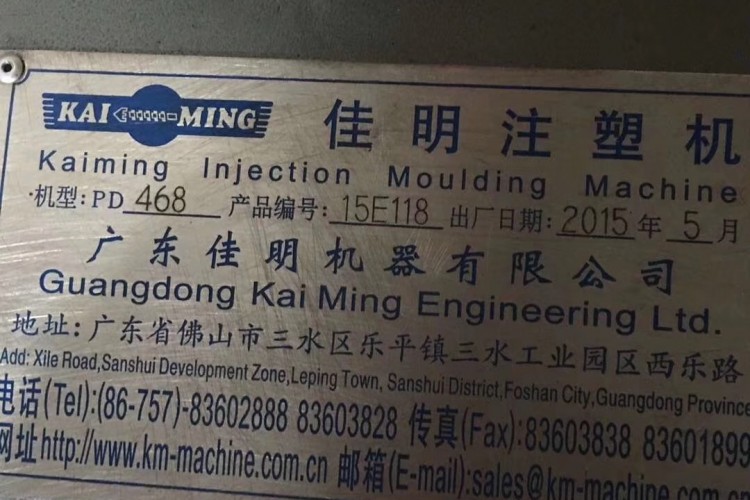 KAI MING 佳明注塑机
Kaiming Injection Moulding Machine
机型: PD 468 产品编号: 15E118 出厂日期: 2015 年 5 月
广东佳明机器有限公司
Guangdong Kai Ming Engineering Ltd.
地址: 广东省佛山市三水区乐平镇三水工业园区西乐路
Add: Xile Road,Sanshui Development Zone,Leping Town, Sanshui District,Foshan City,Guangdong Province
电话(Tel):(86-757)-83602888 83603828 传真(Fax):83603838 83601899
网址http://www.km-machine.com.cn 邮箱(E-mail):sales@km-machine.com.cn